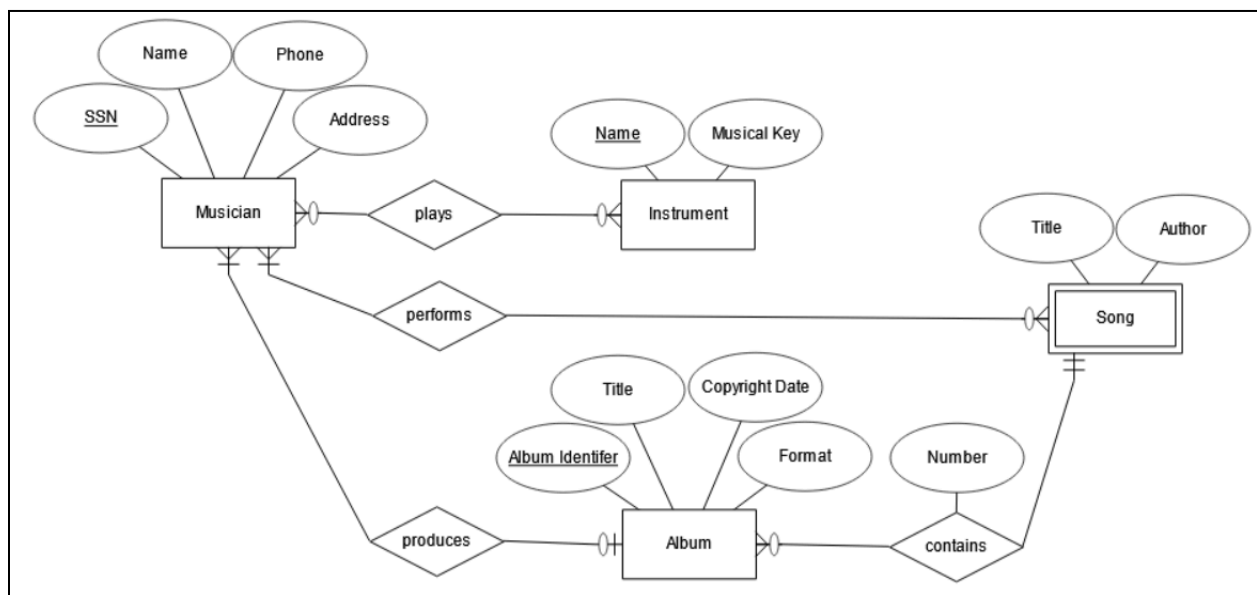 Name
Phone
SSN
Address
Name
Musical Key
Musician
plays
Instrument
Title
Author
performs
Song
Title
Copyright Date
Album Identifer
Format
Number
produces
Album
contains